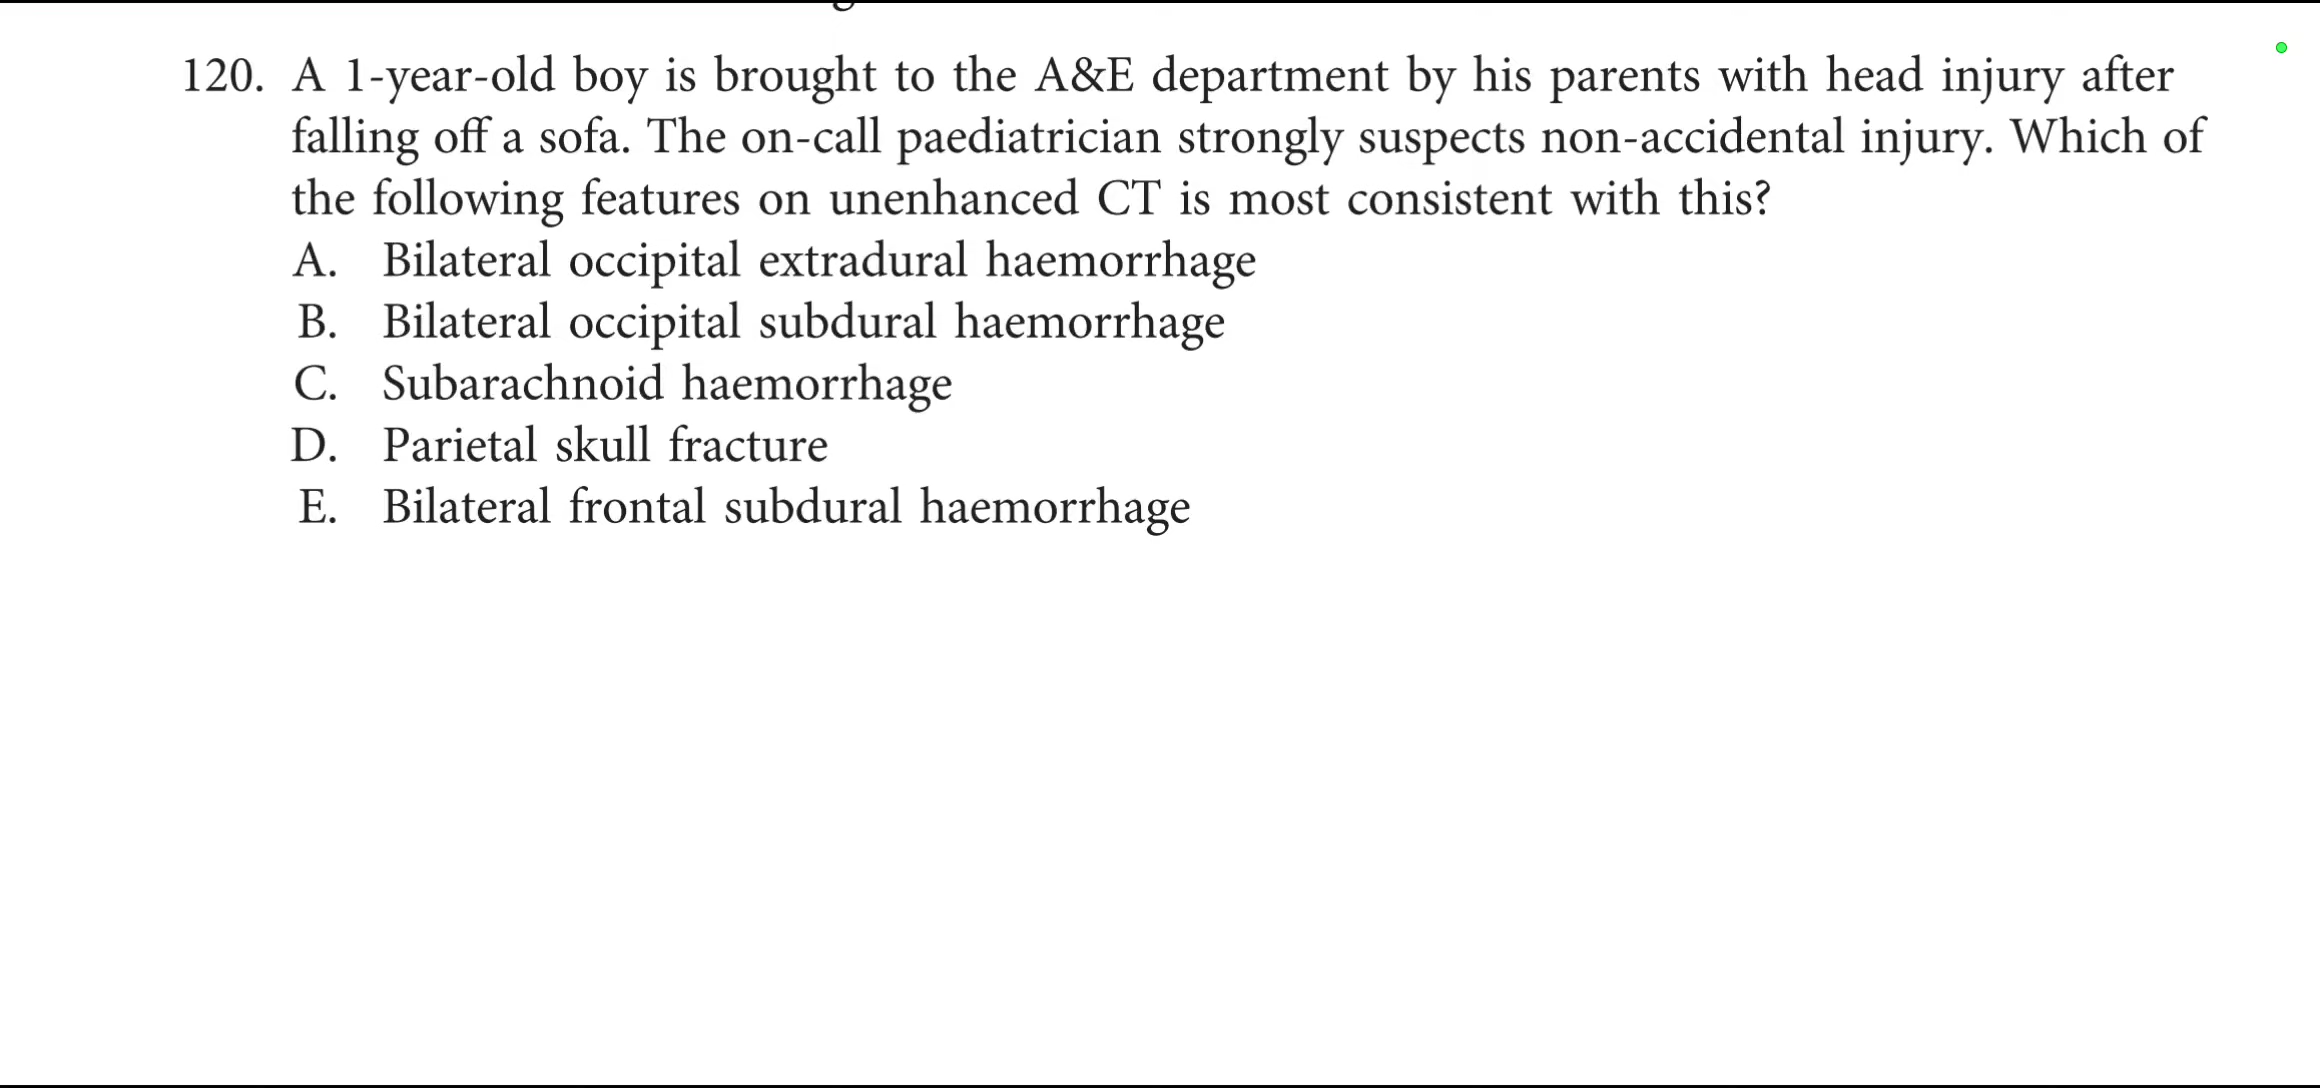 120. A 1-year-old boy is brought to the A&E department by his parents with head injury after
falling off a sofa. The on-call paediatrician strongly suspects non-accidental injury. Which of
the following features on unenhanced CT is most consistent with this?
A. Bilateral occipital extradural haemorrhage
B. Bilateral occipital subdural haemorrhage
C. Subarachnoid haemorrhage
D. Parietal skull fracture
E. Bilateral frontal subdural haemorrhage